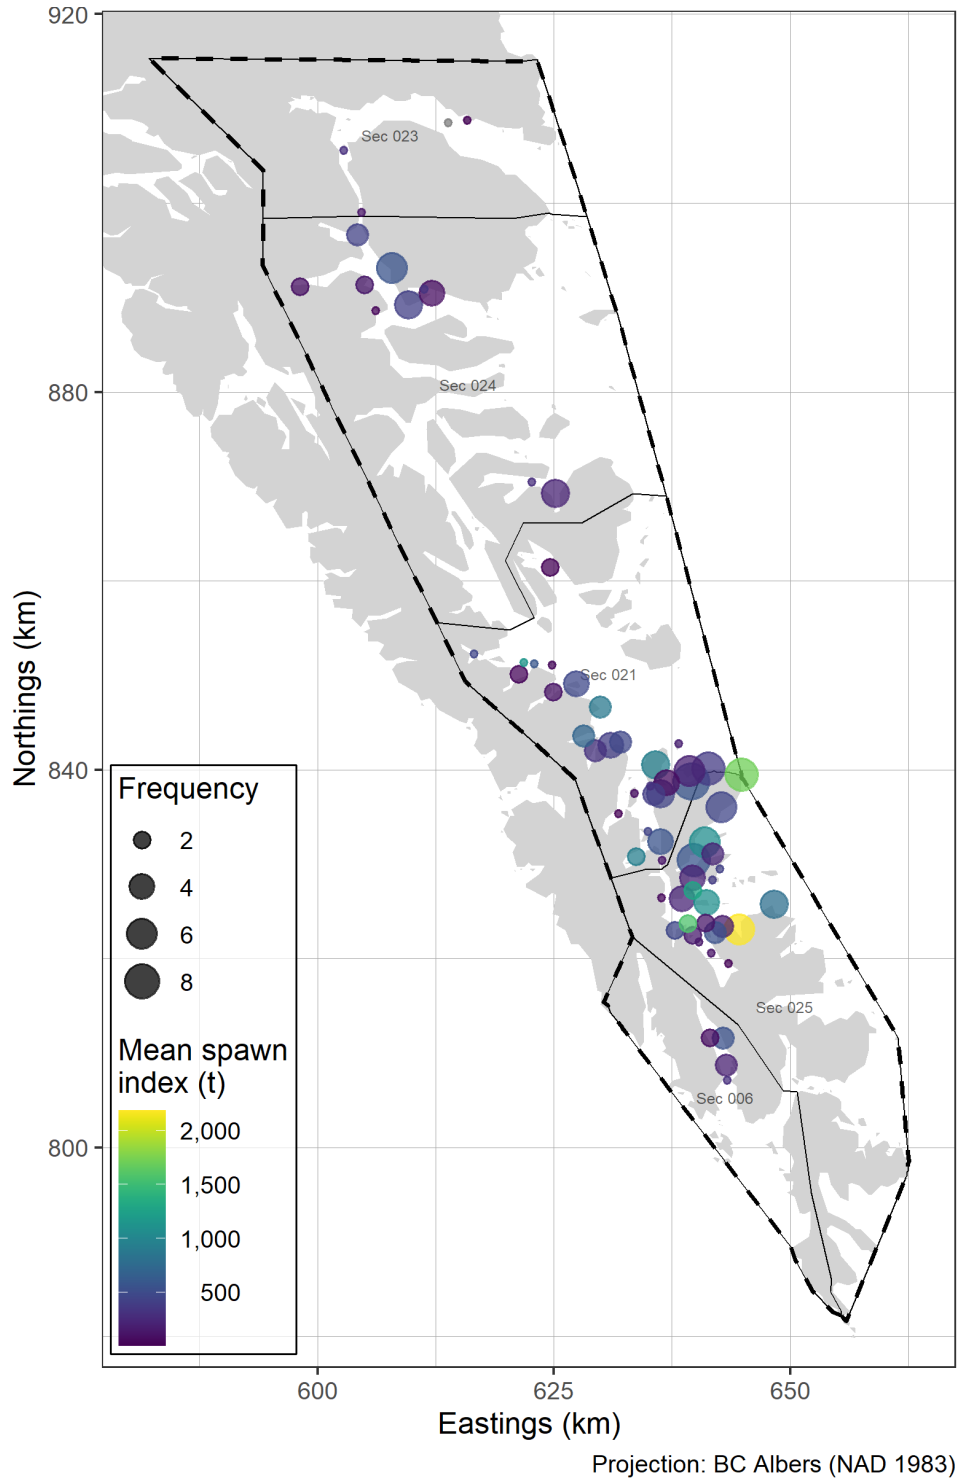 920
880
840
800
Northings (km)
Sec 023
Sec 024
Sec 021
Sec 025
Sec 006
Frequency
2
4
6
8
Mean spawn
index (t)
2,000
1,500
1,000
500
600
625
650
Eastings (km)
Projection: BC Albers (NAD 1983)